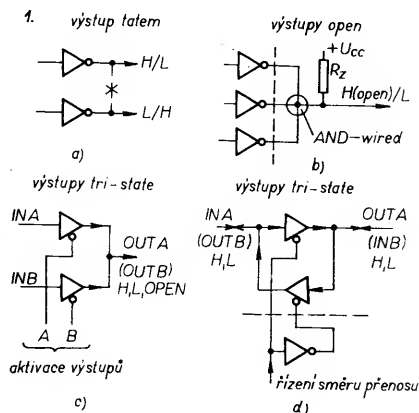 1.
výstup tatem
H/L
L/H
a)
výstupy open
+Ucc
Rz
H(open)/L
AND-wired
b)
výstupy tri-state
INA
INB
OUTA
(OUTB)
H,L,OPEN
A B
aktivace výstupů
c)
výstupy tri-state
INA
(OUTB)
H,L
OUTA
(INB)
H,L
řízení směru přenosu
d)